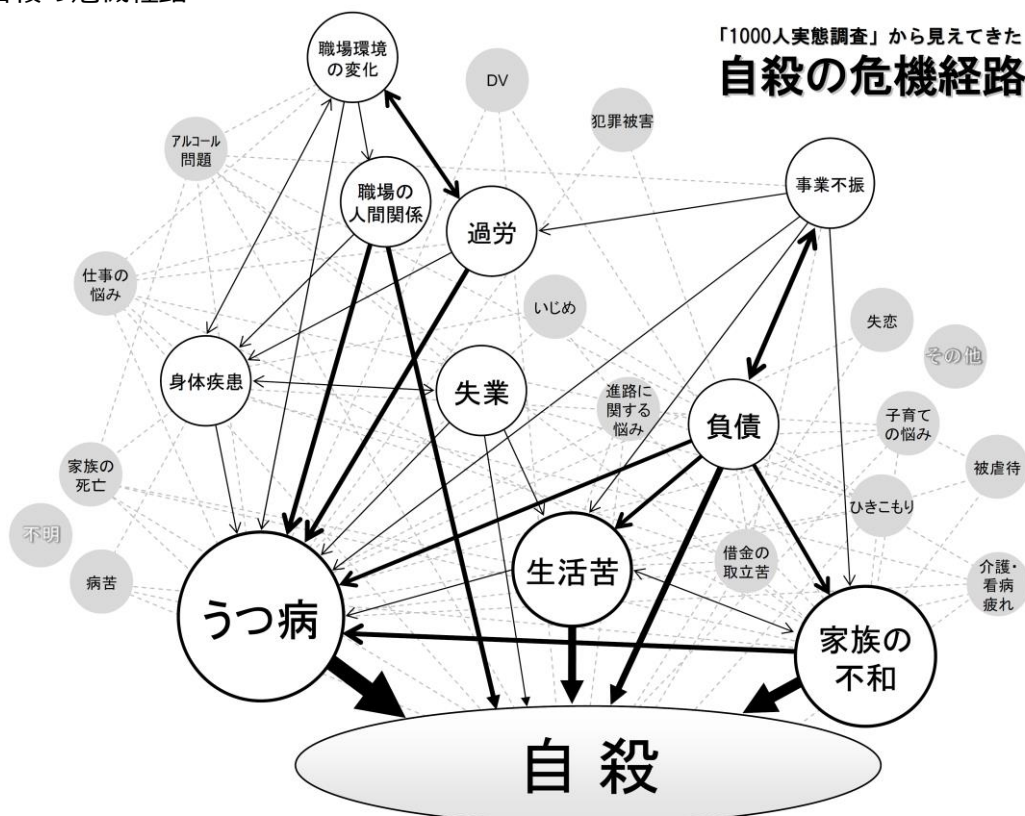 「1000人実態調査」から見えてきた
自殺の危機経路
職場環境
の変化
DV
犯罪被害
アルコール
問題
事業不振
職場の
人間関係
過労
仕事の
悩み
いじめ
失恋
その他
身体疾患
失業
進路に
関する
悩み
負債
子育て
の悩み
家族の
死亡
被虐待
ひきこもり
不明
病苦
うつ病
生活苦
借金の
取立苦
介護・
看病
疲れ
家族の
不和
自殺